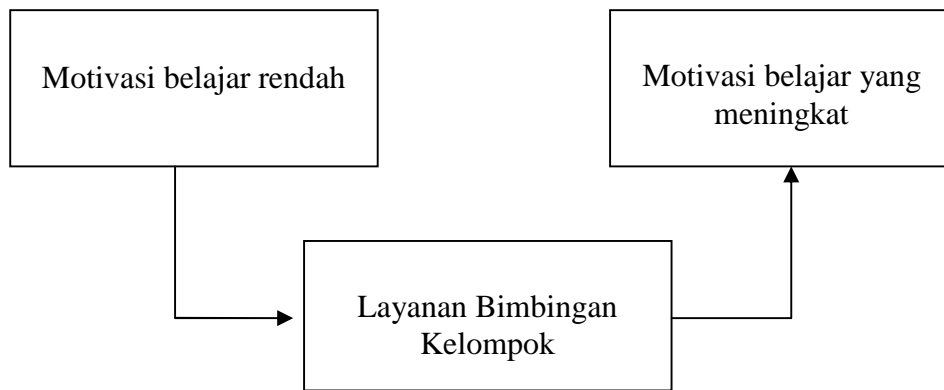 Motivasi belajar rendah
Motivasi belajar yang
meningkat
Layanan Bimbingan
Kelompok